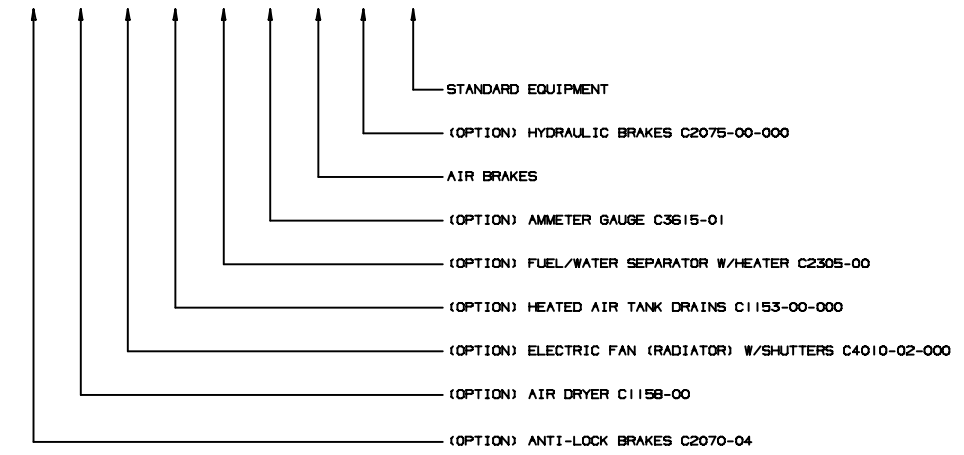 STANDARD EQUIPMENT
(OPTION) HYDRAULIC BRAKES C2075-00-000
AIR BRAKES
(OPTION) AMMETER GAUGE C3615-01
(OPTION) FUEL/WATER SEPARATOR W/HEATER C2305-00
(OPTION) HEATED AIR TANK DRAINS C1153-00-000
(OPTION) ELECTRIC FAN (RADIATOR) W/SHUTTERS C4010-02-000
(OPTION) AIR DRYER C1158-00
(OPTION) ANTI-LOCK BRAKES C2070-04